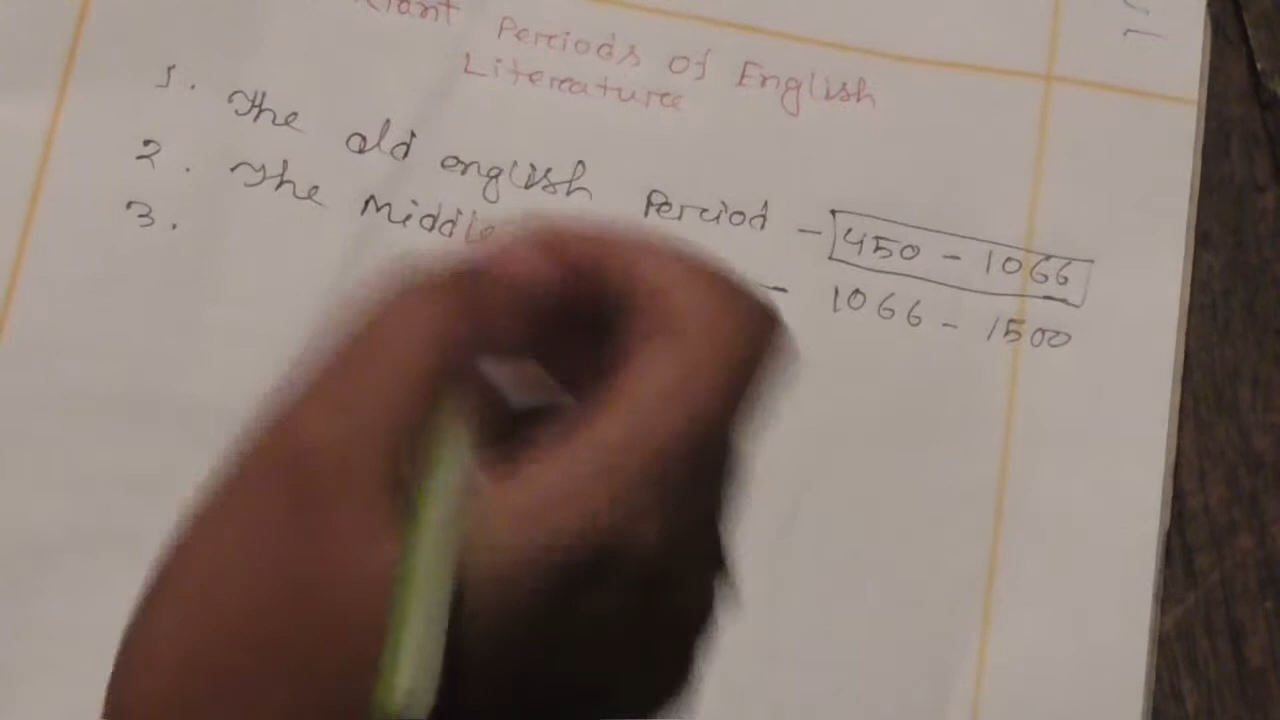 Periods of English
Literature
1. The old english Period - 450 - 1066
2. The Middle - 1066 - 1500
3.